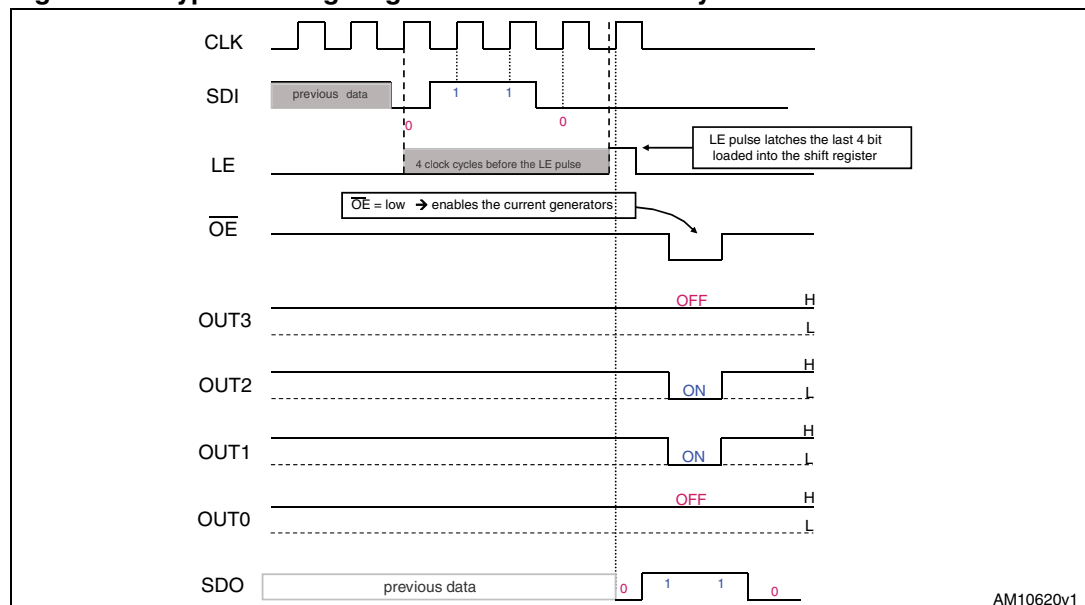 CLK
SDI
previous data
1 1
0
0
LE
4 clock cycles before the LE pulse
LE pulse latches the last 4 bit
loaded into the shift register
OE = low → enables the current generators
OE
OFF
H
OUT3
L
H
OUT2
ON
L
H
OUT1
ON
L
OFF
H
OUT0
L
SDO
previous data
0 1 1 0
AM10620v1